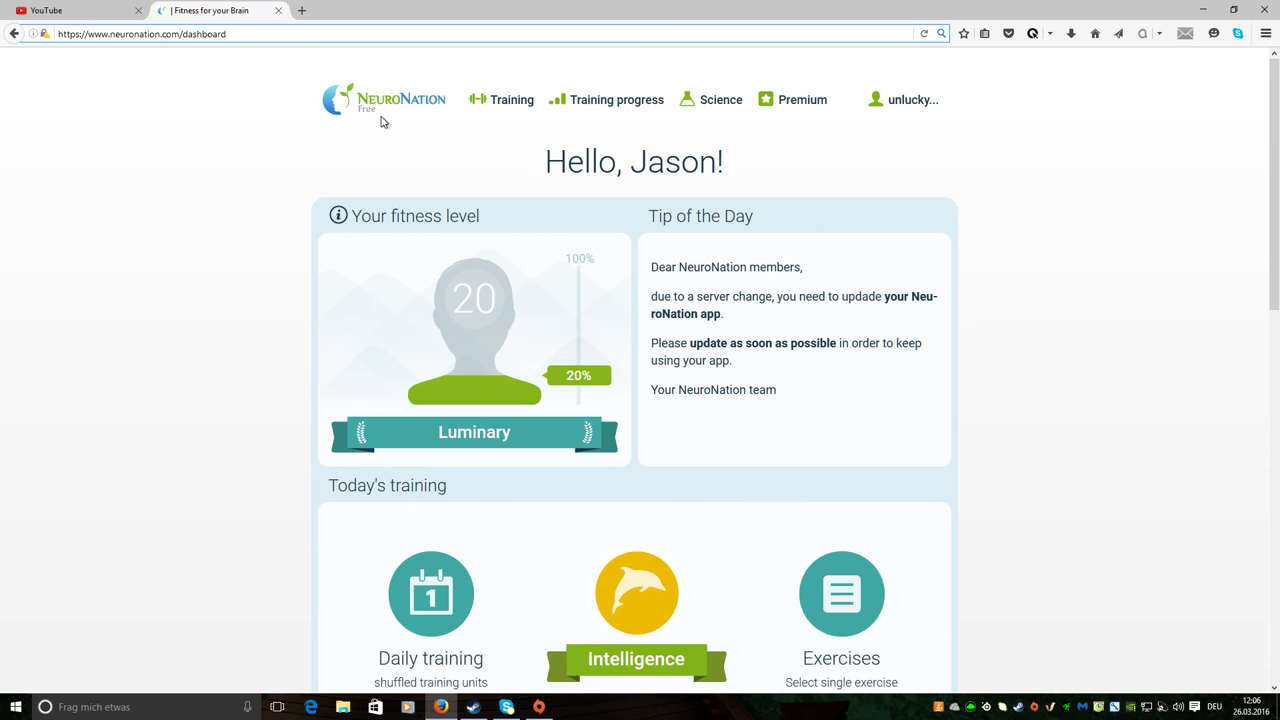 YouTube
| Fitness for your Brain
https://www.neuronation.com/dashboard
NEURONATION
Free
Training
Training progress
Science
Premium
unlucky...
Hello, Jason!
Your fitness level
Tip of the Day
100%
20
20%
Luminary
Dear NeuroNation members,
due to a server change, you need to updade your Neu-
roNation app.
Please update as soon as possible in order to keep
using your app.
Your NeuroNation team
Today's training
1
Daily training
shuffled training units
Intelligence
Exercises
Select single exercise
Frag mich etwas
DEU
12:06
26.03.2016